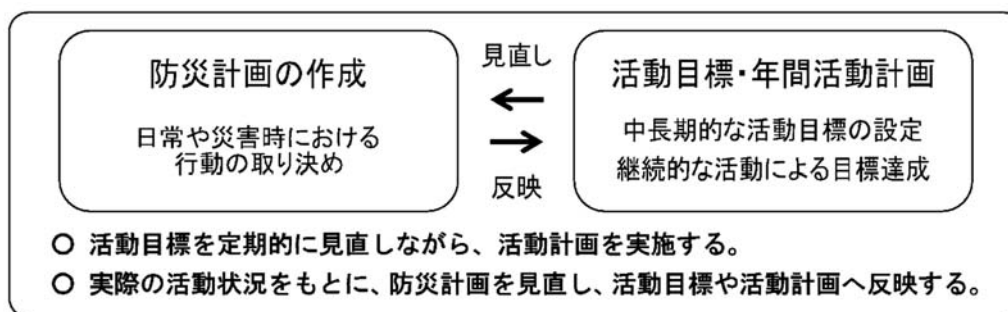 防災計画の作成
日常や災害時における
行動の取り決め
見直し
反映
活動目標・年間活動計画
中長期的な活動目標の設定
継続的な活動による目標達成
○ 活動目標を定期的に見直しながら、活動計画を実施する。
○ 実際の活動状況をもとに、防災計画を見直し、活動目標や活動計画へ反映する。